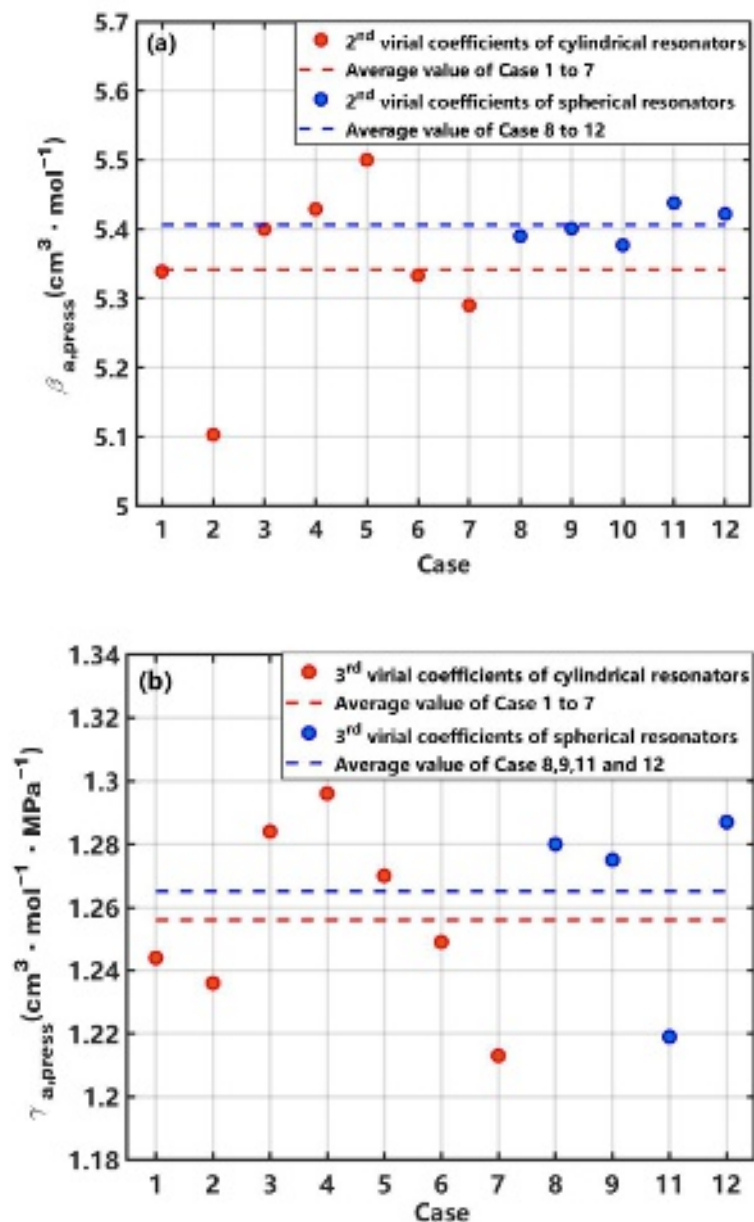 (a)
2ⁿᵈ virial coefficients of cylindrical resonators
Average value of Case 1 to 7
2ⁿᵈ virial coefficients of spherical resonators
Average value of Case 8 to 12
β a,press (cm³ · mol⁻¹)
5.7
5.6
5.5
5.4
5.3
5.2
5.1
5
1 2 3 4 5 6 7 8 9 10 11 12
Case
(b)
3ʳᵈ virial coefficients of cylindrical resonators
Average value of Case 1 to 7
3ʳᵈ virial coefficients of spherical resonators
Average value of Case 8,9,11 and 12
γ a,press (cm³ · mol⁻¹ · MPa⁻¹)
1.34
1.32
1.3
1.28
1.26
1.24
1.22
1.2
1.18
1 2 3 4 5 6 7 8 9 10 11 12
Case